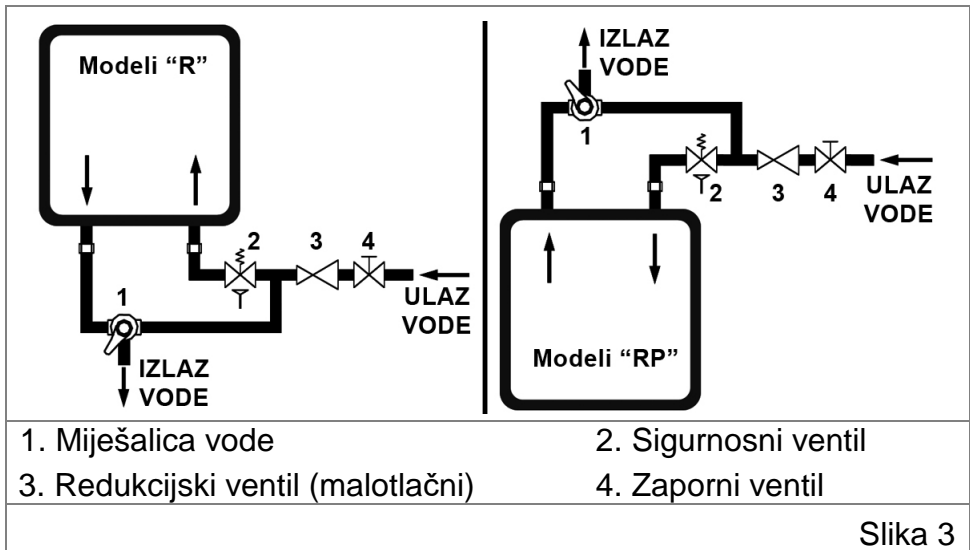 Modeli “R”
2 3 4
ULAZ
VODE
1
IZLAZ
VODE
IZLAZ
VODE
1
2 3 4
ULAZ
VODE
Modeli “RP”
1. Miješalica vode 2. Sigurnosni ventil
3. Redukcijski ventil (malotlačni) 4. Zaporni ventil
Slika 3